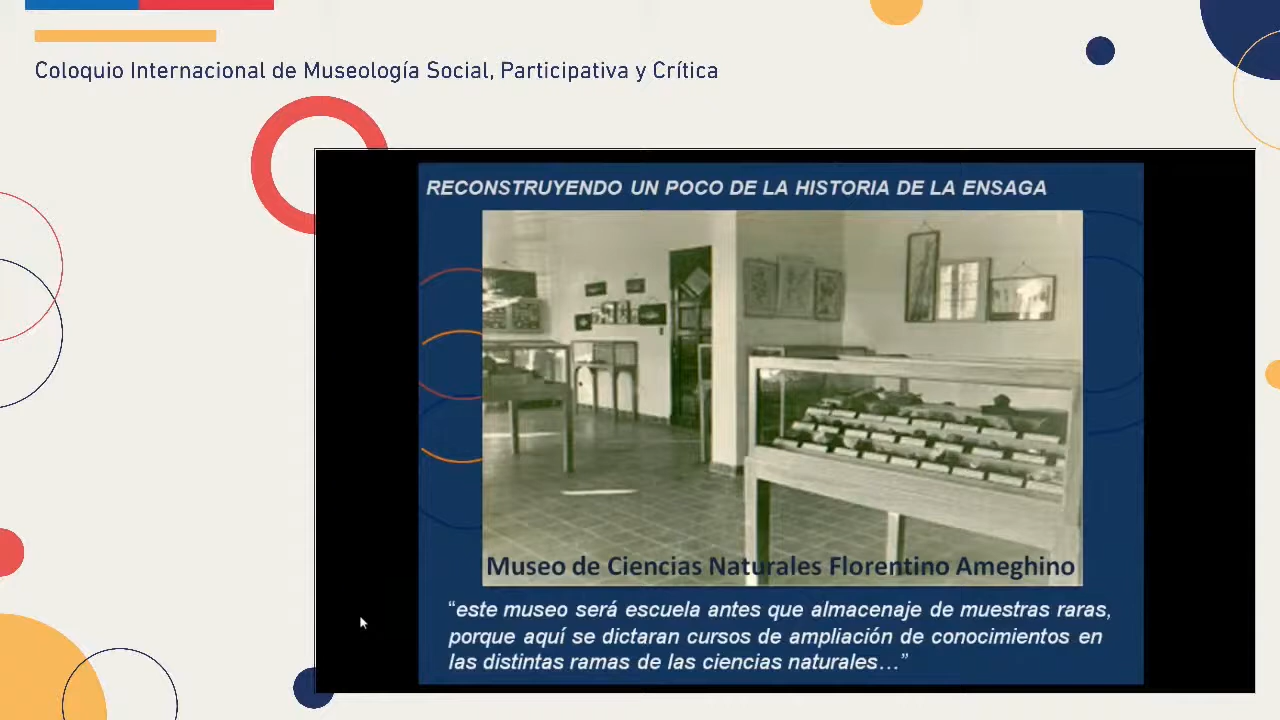 Coloquio Internacional de Museología Social, Participativa y Crítica
RECONSTRUYENDO UN POCO DE LA HISTORIA DE LA ENSAGA
Museo de Ciencias Naturales Florentino Ameghino
“este museo será escuela antes que almacenaje de muestras raras,
porque aquí se dictaran cursos de ampliación de conocimientos en
las distintas ramas de las ciencias naturales…”